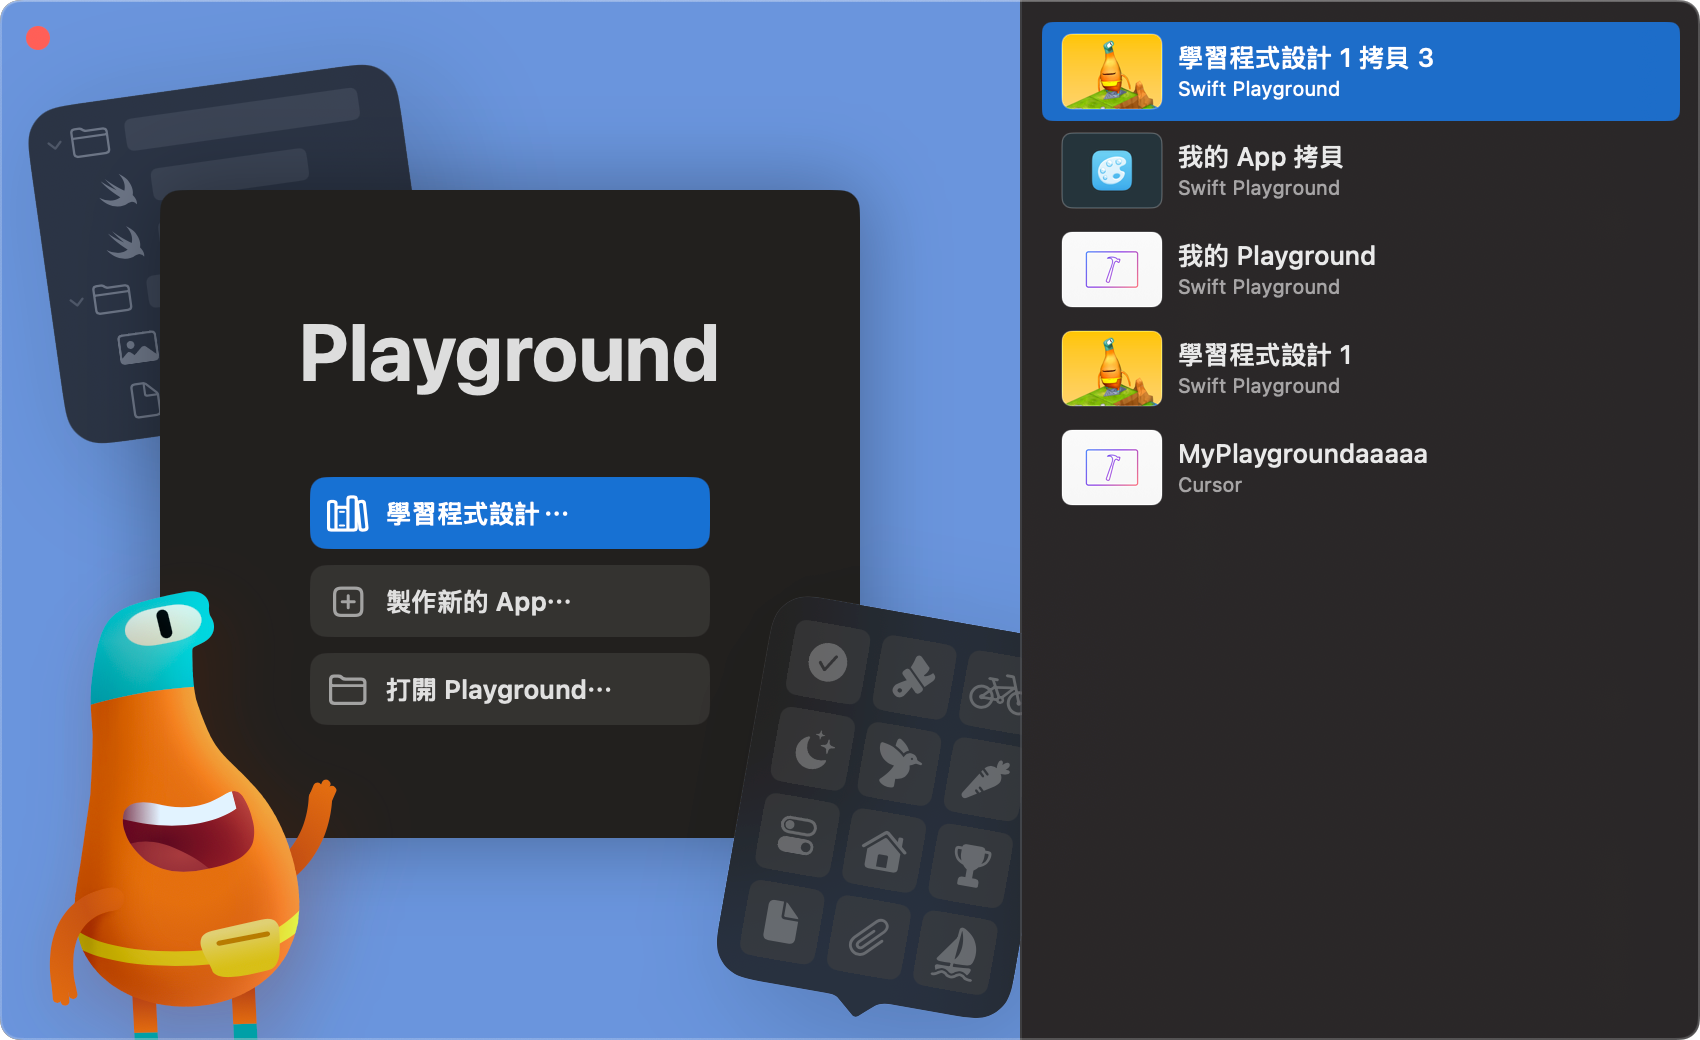 Playground
學習程式設計⋯
製作新的 App⋯
打開 Playground⋯
學習程式設計 1 拷貝 3
Swift Playground
我的 App 拷貝
Swift Playground
我的 Playground
Swift Playground
學習程式設計 1
Swift Playground
MyPlaygroundaaaaa
Cursor